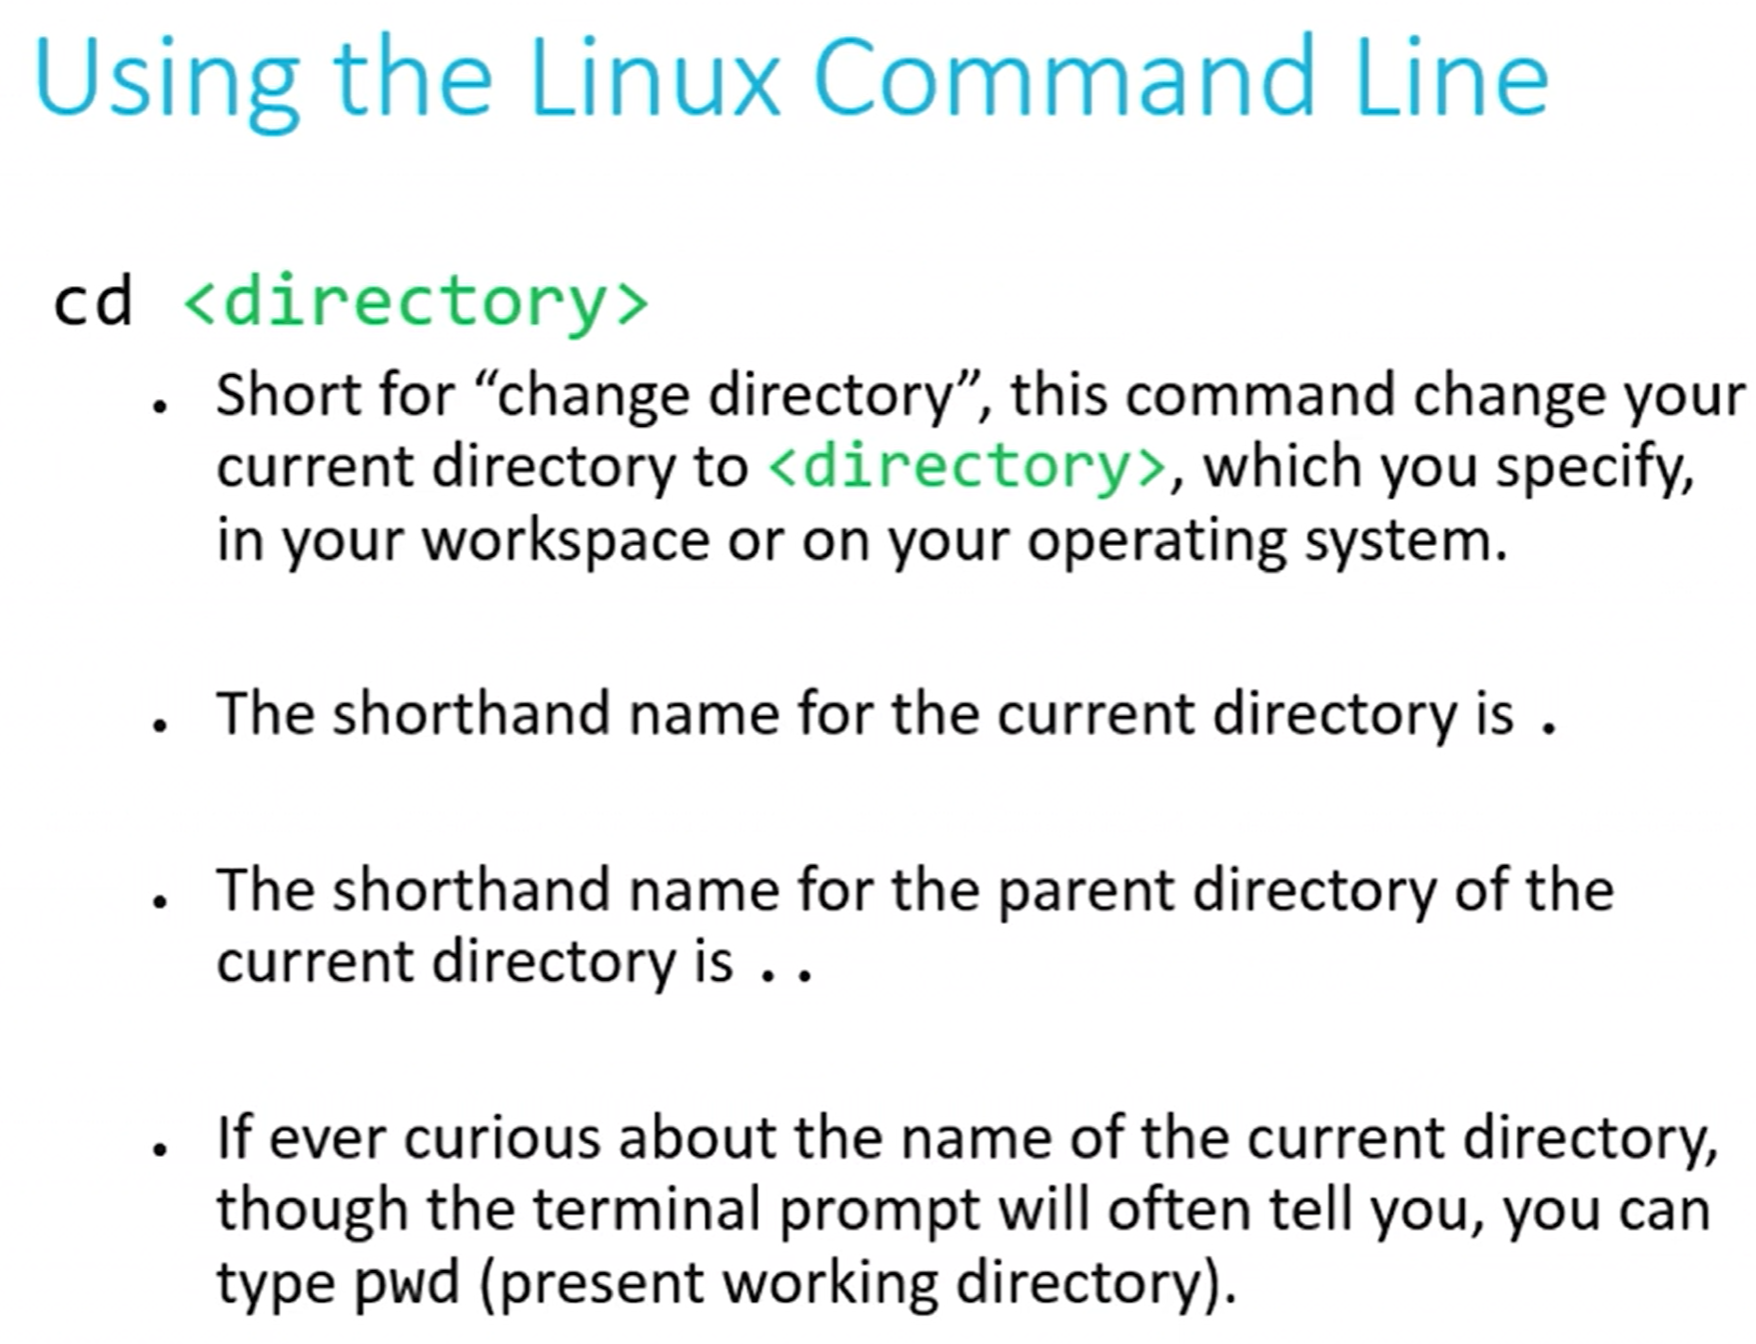 Using the Linux Command Line
cd <directory>
• Short for “change directory”, this command change your
current directory to <directory>, which you specify,
in your workspace or on your operating system.
• The shorthand name for the current directory is .
• The shorthand name for the parent directory of the
current directory is ..
• If ever curious about the name of the current directory,
though the terminal prompt will often tell you, you can
type pwd (present working directory).